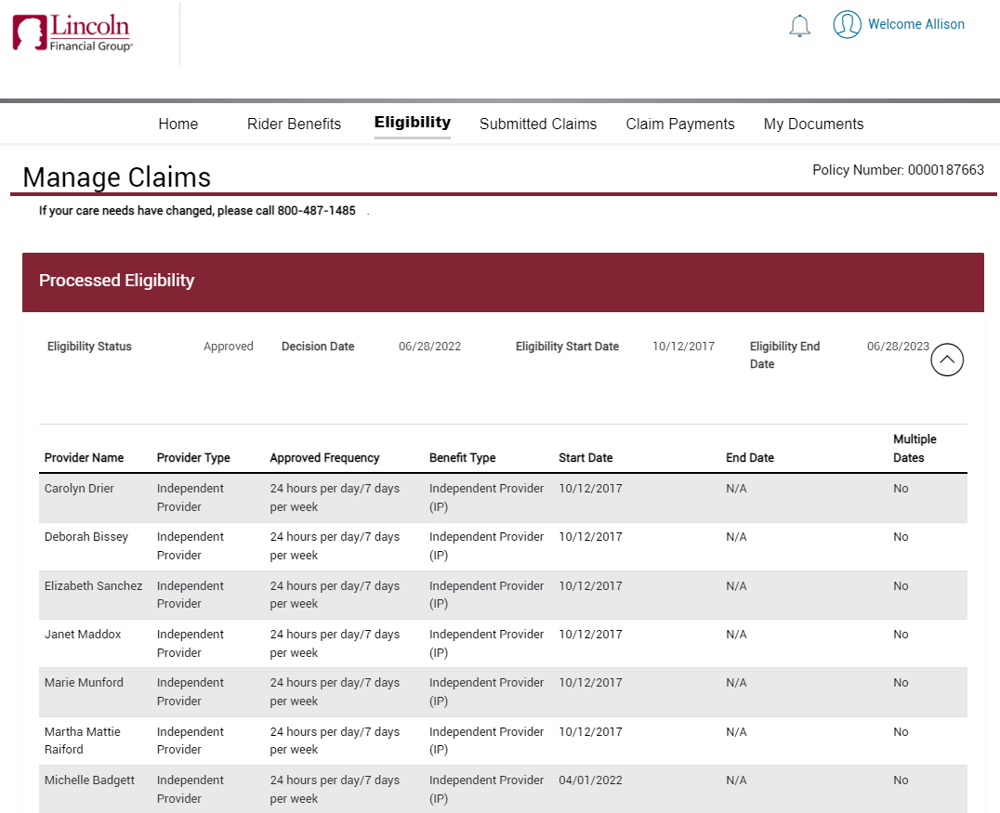 Lincoln
Financial Group®
Welcome Allison
Home Rider Benefits Eligibility Submitted Claims Claim Payments My Documents
Manage Claims
Policy Number: 0000187663
If your care needs have changed, please call 800-487-1485 .
Processed Eligibility
Eligibility Status Approved Decision Date 06/28/2022 Eligibility Start Date 10/12/2017 Eligibility End 06/28/2023
Date
Multiple
Provider Name Provider Type Approved Frequency Benefit Type Start Date End Date Dates
Carolyn Drier Independent 24 hours per day/7 days Independent Provider 10/12/2017 N/A No
Provider per week (IP)
Deborah Bissey Independent 24 hours per day/7 days Independent Provider 10/12/2017 N/A No
Provider per week (IP)
Elizabeth Sanchez Independent 24 hours per day/7 days Independent Provider 10/12/2017 N/A No
Provider per week (IP)
Janet Maddox Independent 24 hours per day/7 days Independent Provider 10/12/2017 N/A No
Provider per week (IP)
Marie Munford Independent 24 hours per day/7 days Independent Provider 10/12/2017 N/A No
Provider per week (IP)
Martha Mattie Independent 24 hours per day/7 days Independent Provider 10/12/2017 N/A No
Raiford Provider per week (IP)
Michelle Badgett Independent 24 hours per day/7 days Independent Provider 04/01/2022 N/A No
Provider per week (IP)